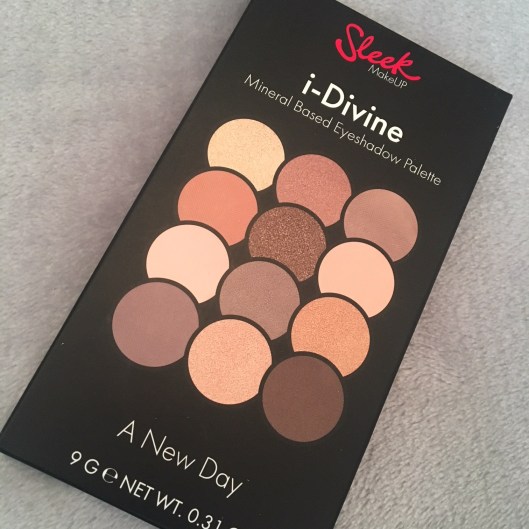 Sleek
MakeUP
i-Divine
Mineral Based Eyeshadow Palette
A New Day
9 G ℮ NET WT. 0.31